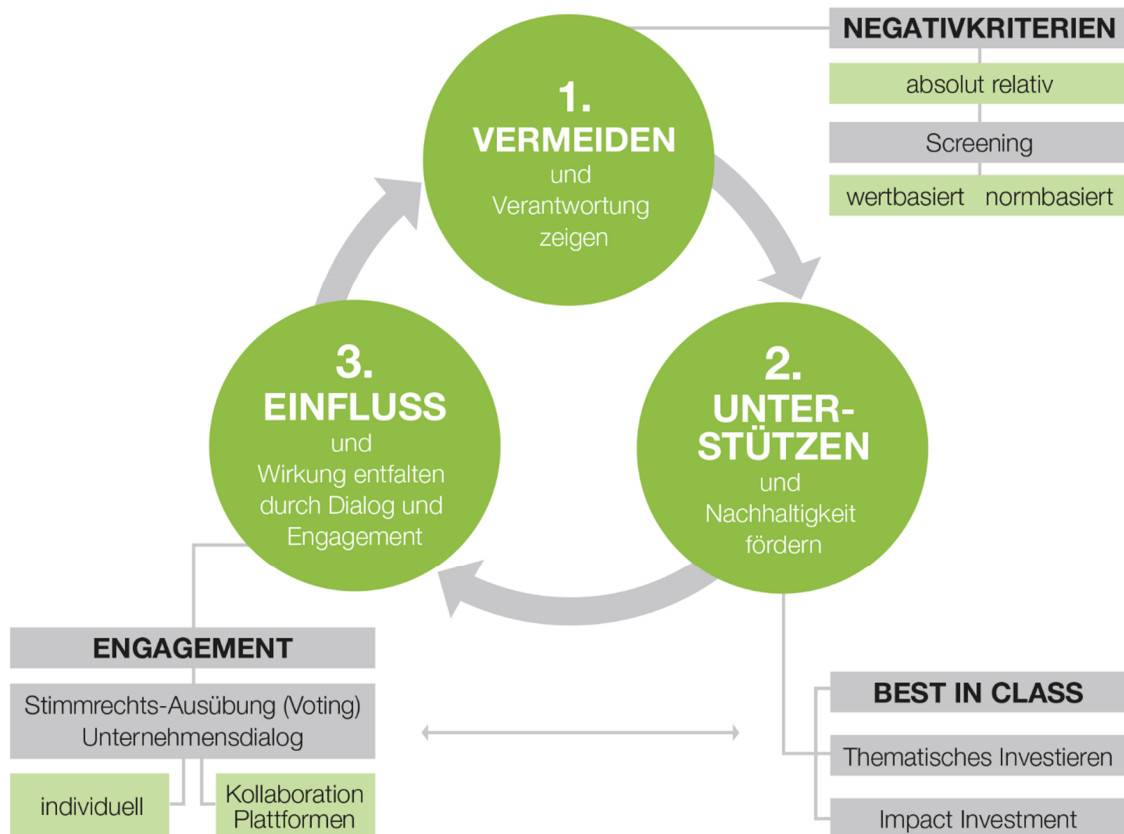 1.
VERMEIDEN
und
Verantwortung
zeigen
NEGATIVKRITERIEN
absolut relativ
Screening
wertbasiert normbasiert
2.
UNTER-
STÜTZEN
und
Nachhaltigkeit
fördern
BEST IN CLASS
Thematisches Investieren
Impact Investment
3.
EINFLUSS
und
Wirkung entfalten
durch Dialog und
Engagement
ENGAGEMENT
Stimmrechts-Ausübung (Voting)
Unternehmensdialog
individuell
Kollaboration
Plattformen